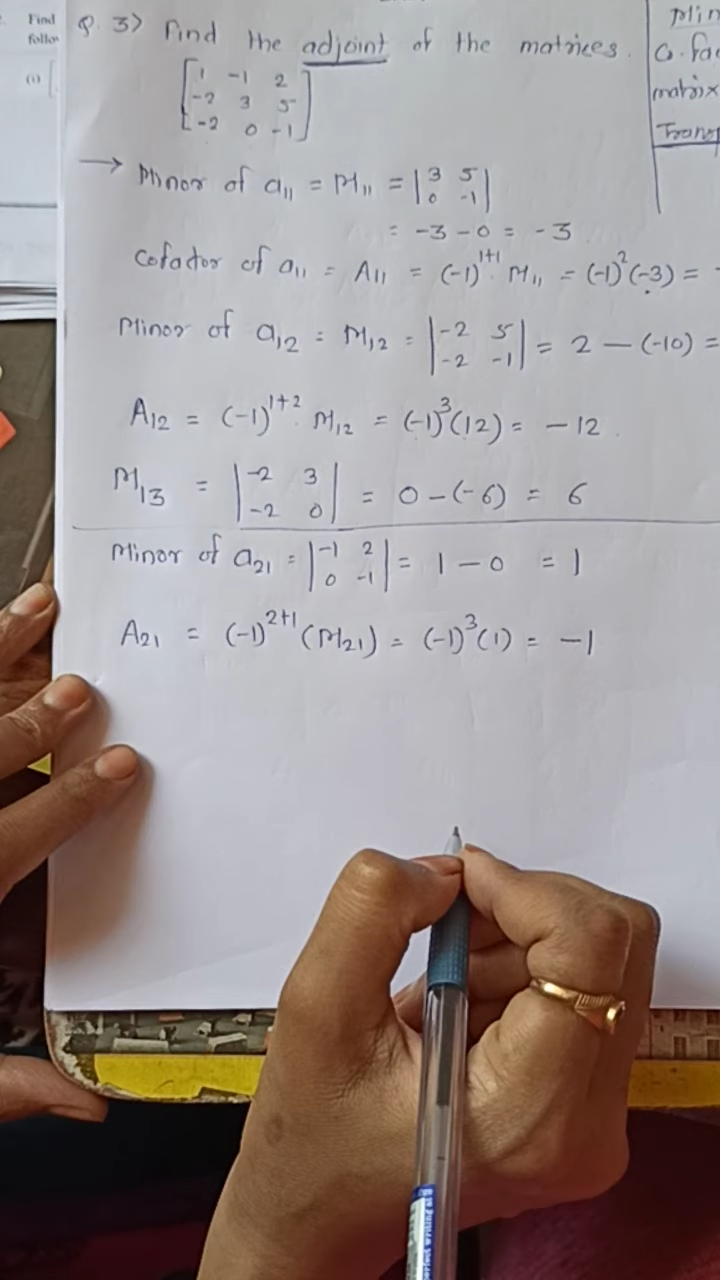 Find
Q. 3) Find the adjoint of the matrices.
(i)
[1 -1 2
-2 3 5
-2 0 -1]
→ Minor of a₁₁ = M₁₁ = |3 5
0 -1|
= -3 - 0 = -3
Cofactor of a₁₁ = A₁₁ = (-1)¹⁺¹ · M₁₁ = (-1)²(-3) =
Minor of a₁₂ = M₁₂ = |-2 5
-2 -1| = 2 - (-10) =
A₁₂ = (-1)¹⁺² · M₁₂ = (-1)³(12) = -12.
M₁₃ = |-2 3
-2 0| = 0 - (-6) = 6
Minor of a₂₁ = |-1 2
0 -1| = 1 - 0 = 1
A₂₁ = (-1)²⁺¹ (M₂₁) = (-1)³(1) = -1
matrix